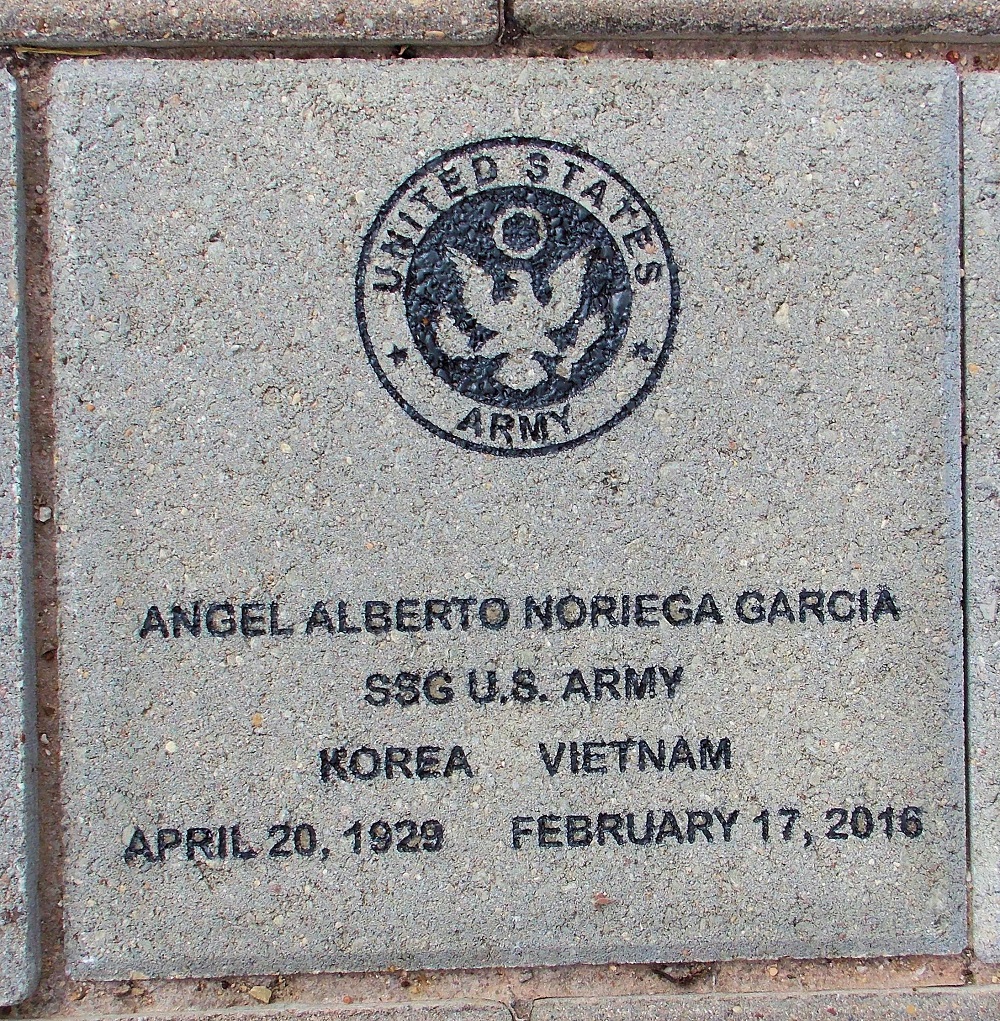 UNITED STATES
ARMY
ANGEL ALBERTO NORIEGA GARCIA
SSG U.S. ARMY
KOREA VIETNAM
APRIL 20, 1929 FEBRUARY 17, 2016